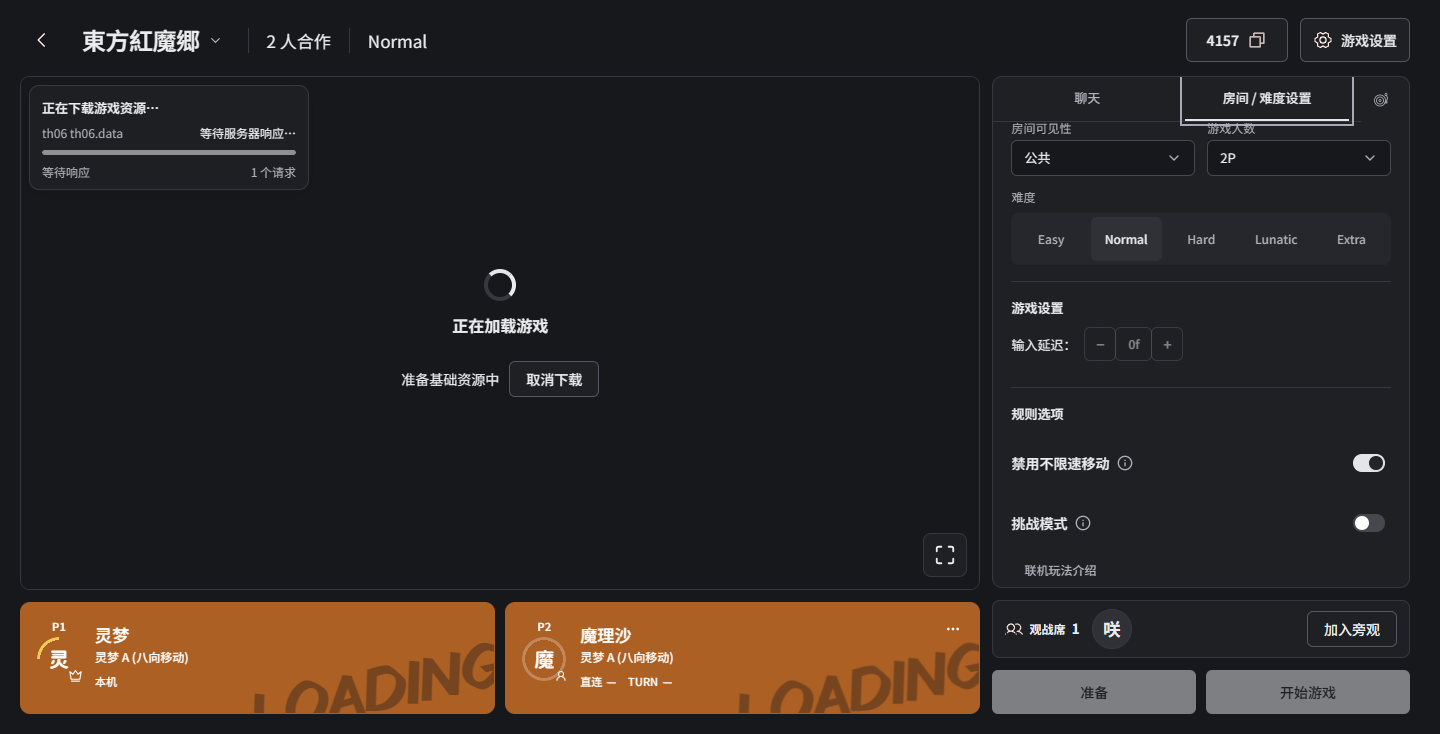 東方紅魔郷
2 人合作
Normal
4157
游戏设置
正在下载游戏资源…
th06 th06.data
等待服务器响应…
等待响应
1 个请求
正在加载游戏
准备基础资源中
取消下载
聊天
房间 / 难度设置
房间可见性
游戏人数
公共
2P
难度
Easy
Normal
Hard
Lunatic
Extra
游戏设置
输入延迟:
− 0f +
规则选项
禁用不限速移动
挑战模式
联机玩法介绍
P1
灵
灵梦
灵梦 A (八向移动)
本机
LOADING
P2
魔
魔理沙
灵梦 A (八向移动)
直连 — TURN —
LOADING
观战席 1
咲
加入旁观
准备
开始游戏